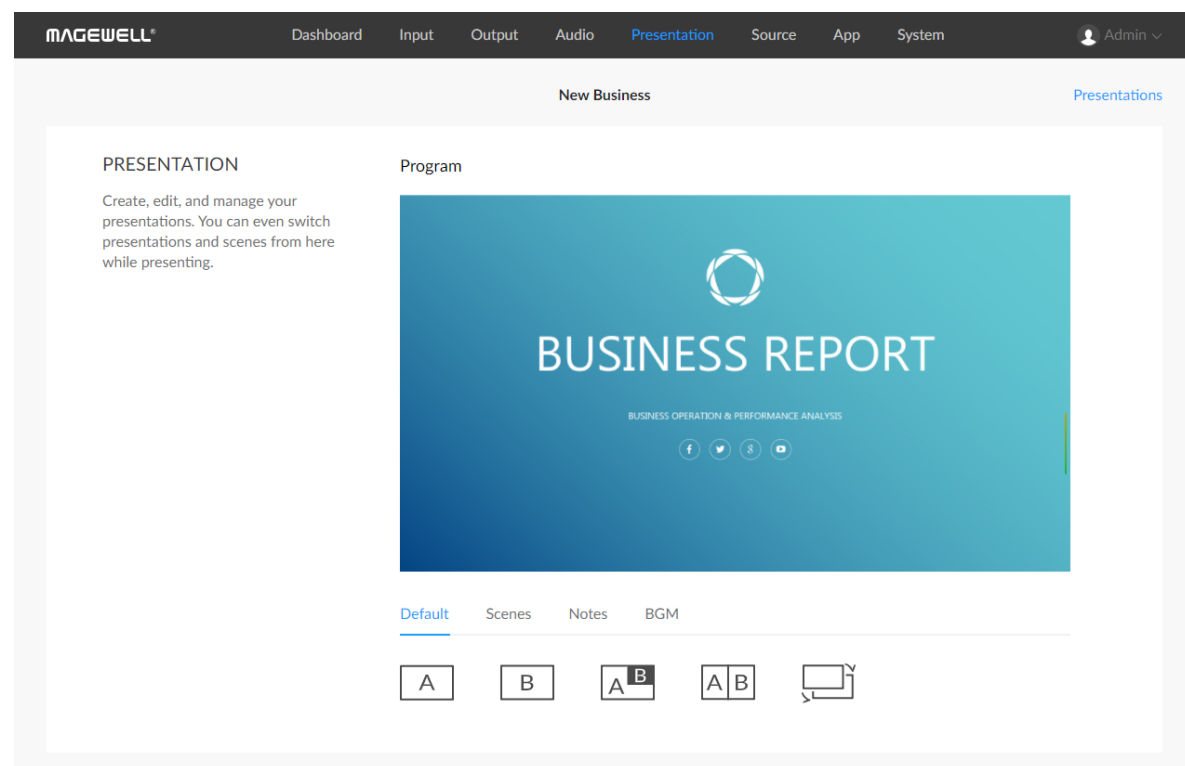 MAGEWELL®
Dashboard Input Output Audio Presentation Source App System Admin
New Business
Presentations
PRESENTATION
Create, edit, and manage your
presentations. You can even switch
presentations and scenes from here
while presenting.
Program
BUSINESS REPORT
BUSINESS OPERATION & PERFORMANCE ANALYSIS
Default Scenes Notes BGM
A B A B A B